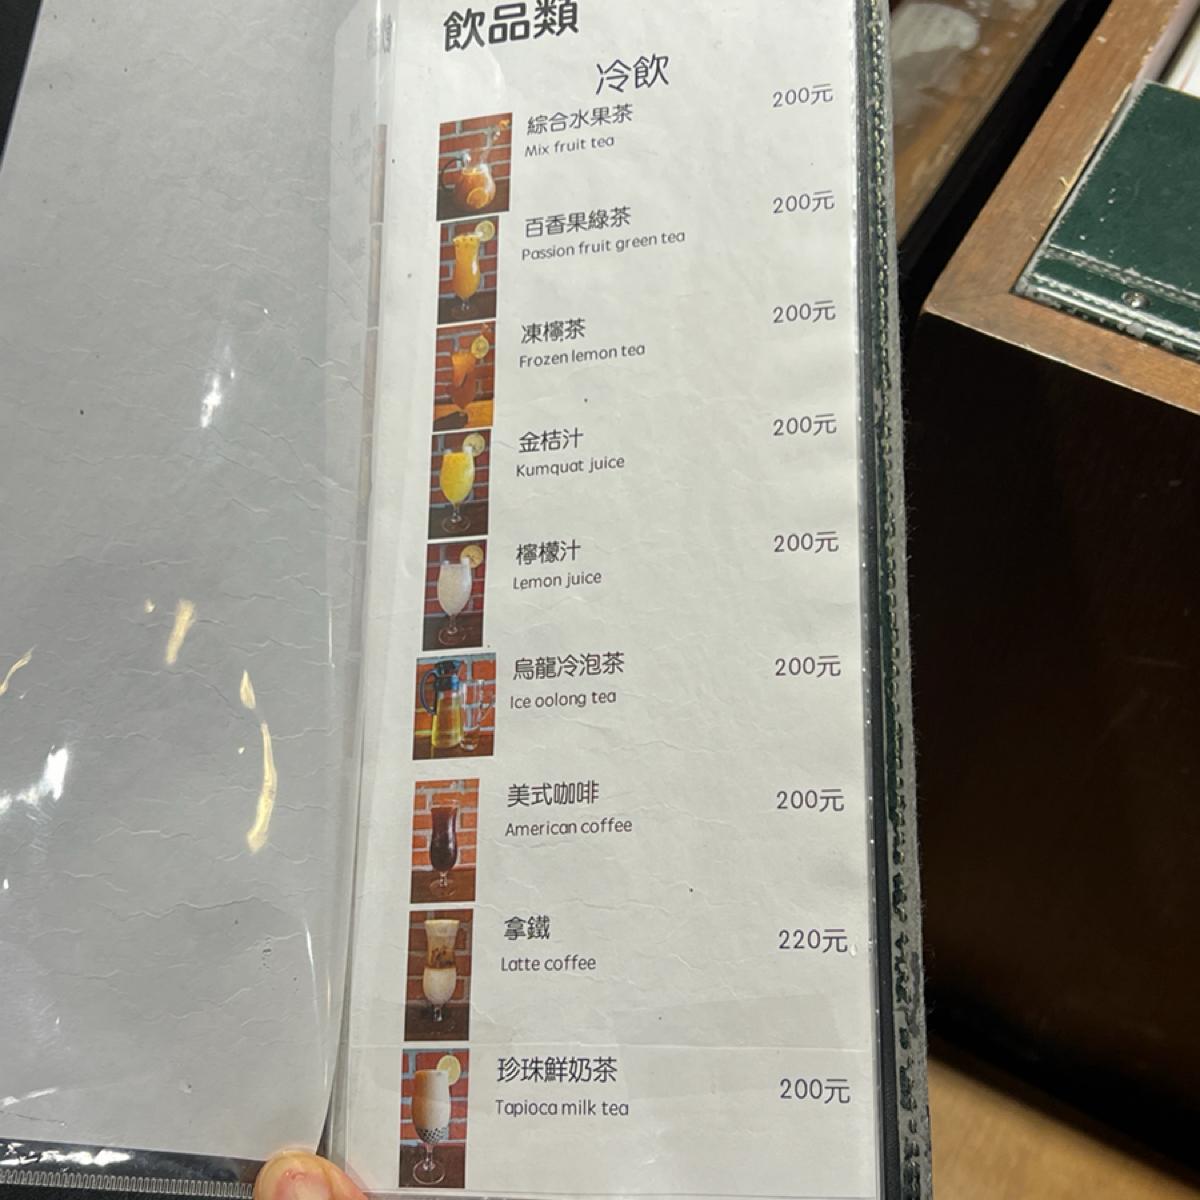 飲品類
冷飲
綜合水果茶 200元
Mix fruit tea
百香果綠茶 200元
Passion fruit green tea
凍檸茶 200元
Frozen lemon tea
金桔汁 200元
Kumquat juice
檸檬汁 200元
Lemon juice
烏龍冷泡茶 200元
Ice oolong tea
美式咖啡 200元
American coffee
拿鐵 220元
Latte coffee
珍珠鮮奶茶 200元
Tapioca milk tea